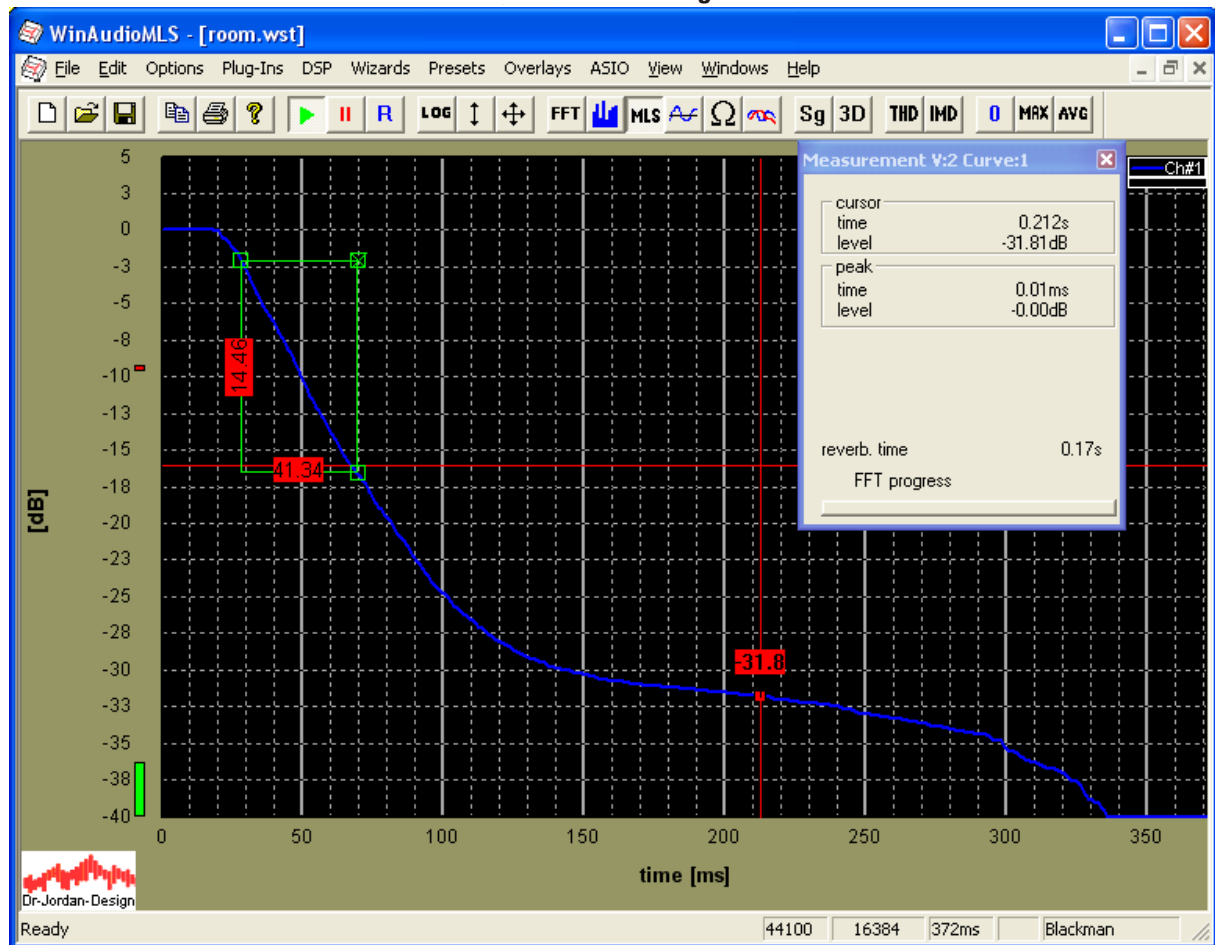 WinAudioMLS - [room.wst]
File Edit Options Plug-Ins DSP Wizards Presets Overlays ASIO View Windows Help
R LOG FFT MLS Ω Sg 3D THD IMD 0 MAX AVG
Measurement V:2 Curve:1
cursor
time 0.212s
level -31.81dB
peak
time 0.01ms
level -0.00dB
reverb. time 0.17s
FFT progress
Ch#1
5
3
0
-3
-5
-8
-10
-13
-15
-18
-20
-23
-25
-28
-30
-33
-35
-38
-40
[dB]
14.46
41.34
-31.8
0 50 100 150 200 250 300 350
time [ms]
Dr-Jordan-Design
Ready 44100 16384 372ms Blackman